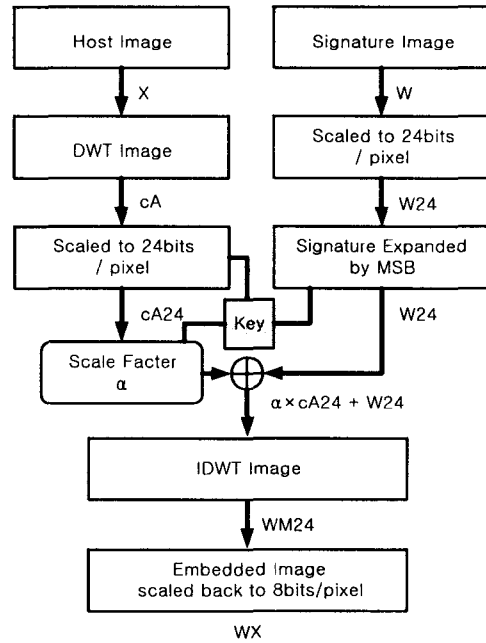 Host Image
Signature Image
X
W
DWT Image
Scaled to 24bits
/ pixel
cA
W24
Scaled to 24bits
/ pixel
Signature Expanded
by MSB
cA24
Key
W24
Scale Facter
α
α×cA24 + W24
IDWT Image
WM24
Embedded Image
scaled back to 8bits/pixel
WX